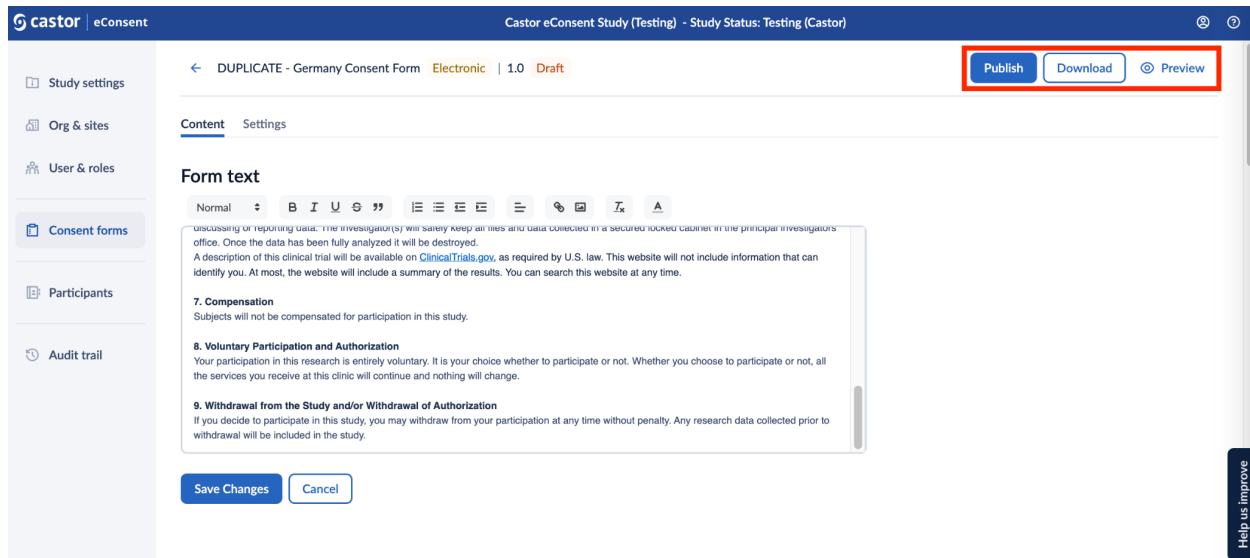 castor | eConsent
Castor eConsent Study (Testing) - Study Status: Testing (Castor)
Study settings
Org & sites
User & roles
Consent forms
Participants
Audit trail
← DUPLICATE - Germany Consent Form Electronic | 1.0 Draft
Publish Download Preview
Content Settings
Form text
Normal B I U S
discussing or reporting data. The investigator(s) will safely keep all files and data collected in a secured locked cabinet in the principal investigators
office. Once the data has been fully analyzed it will be destroyed.
A description of this clinical trial will be available on ClinicalTrials.gov, as required by U.S. law. This website will not include information that can
identify you. At most, the website will include a summary of the results. You can search this website at any time.
7. Compensation
Subjects will not be compensated for participation in this study.
8. Voluntary Participation and Authorization
Your participation in this research is entirely voluntary. It is your choice whether to participate or not. Whether you choose to participate or not, all
the services you receive at this clinic will continue and nothing will change.
9. Withdrawal from the Study and/or Withdrawal of Authorization
If you decide to participate in this study, you may withdraw from your participation at any time without penalty. Any research data collected prior to
withdrawal will be included in the study.
Save Changes Cancel
Help us improve